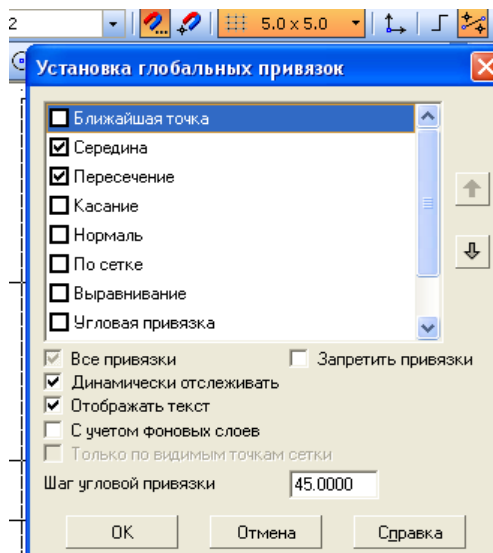 2 5.0 x 5.0
Установка глобальных привязок
Ближайшая точка
Середина
Пересечение
Касание
Нормаль
По сетке
Выравнивание
Угловая привязка
Все привязки Запретить привязки
Динамически отслеживать
Отображать текст
С учетом фоновых слоев
Только по видимым точкам сетки
Шаг угловой привязки 45.0000
OK Отмена Справка